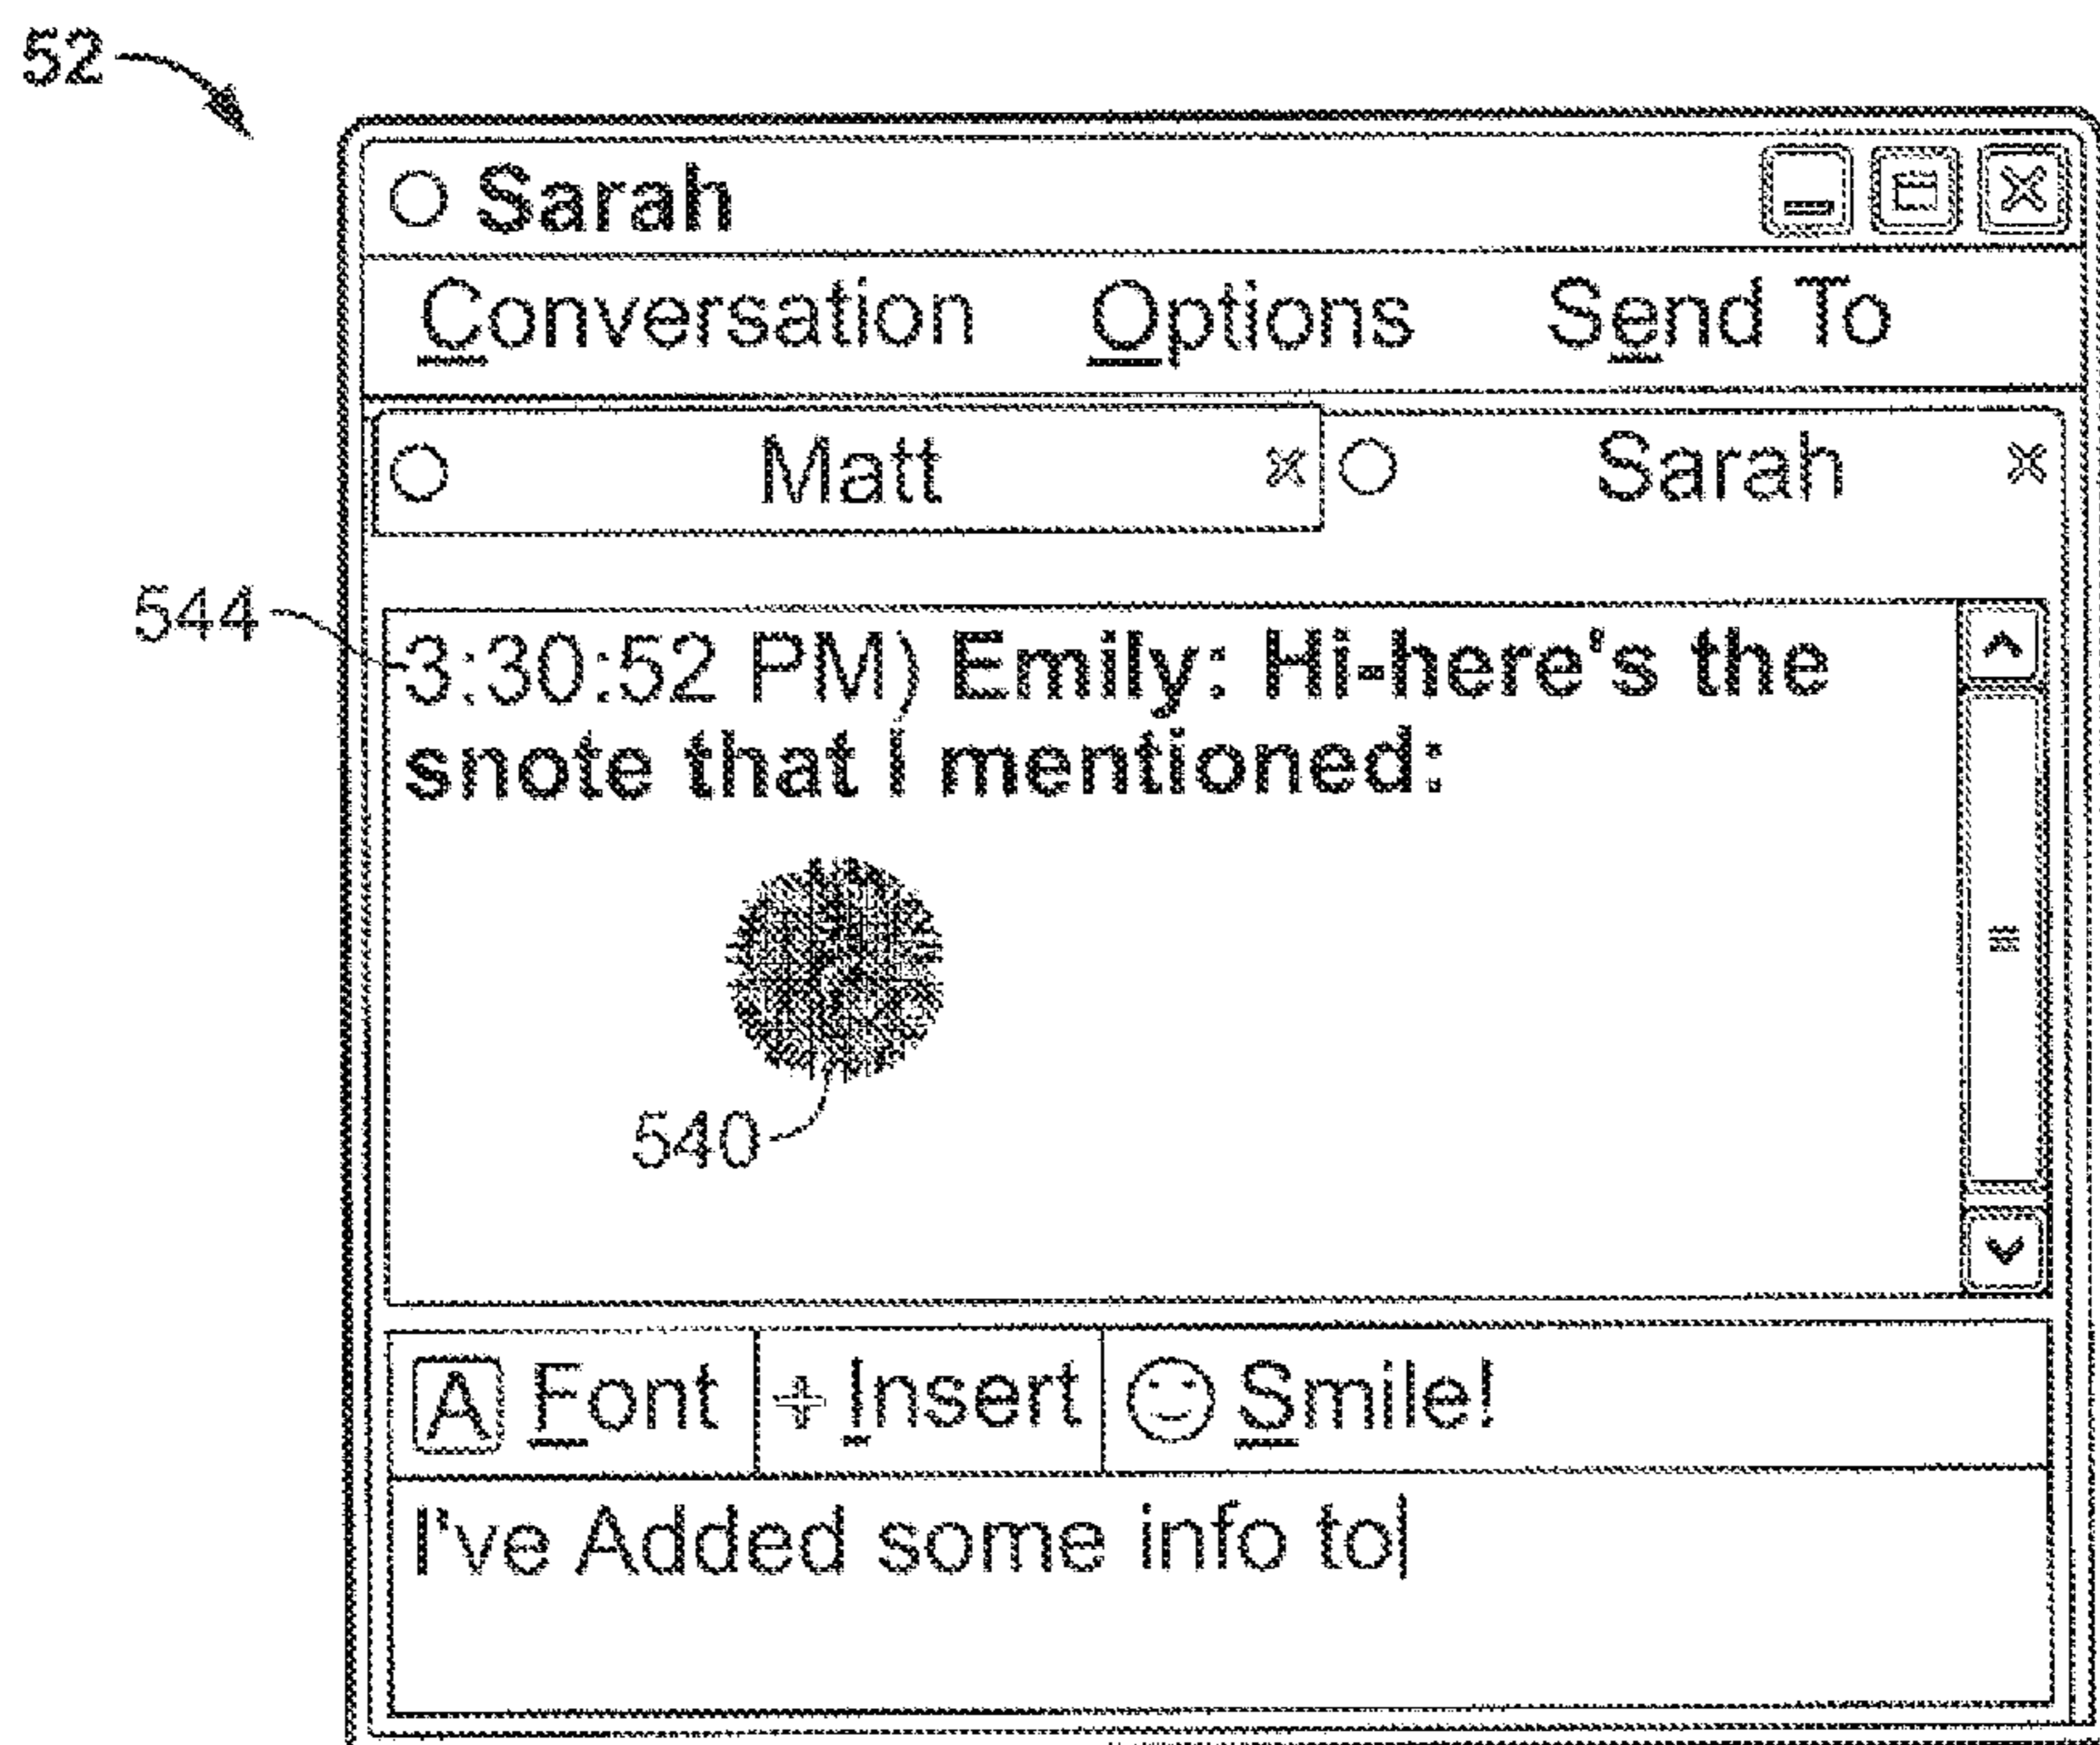 52
Sarah
Conversation Options Send To
Matt x Sarah x
544
3:30:52 PM) Emily: Hi-here's the
snote that I mentioned:
540
A Font + Insert Smile!
I've Added some info to